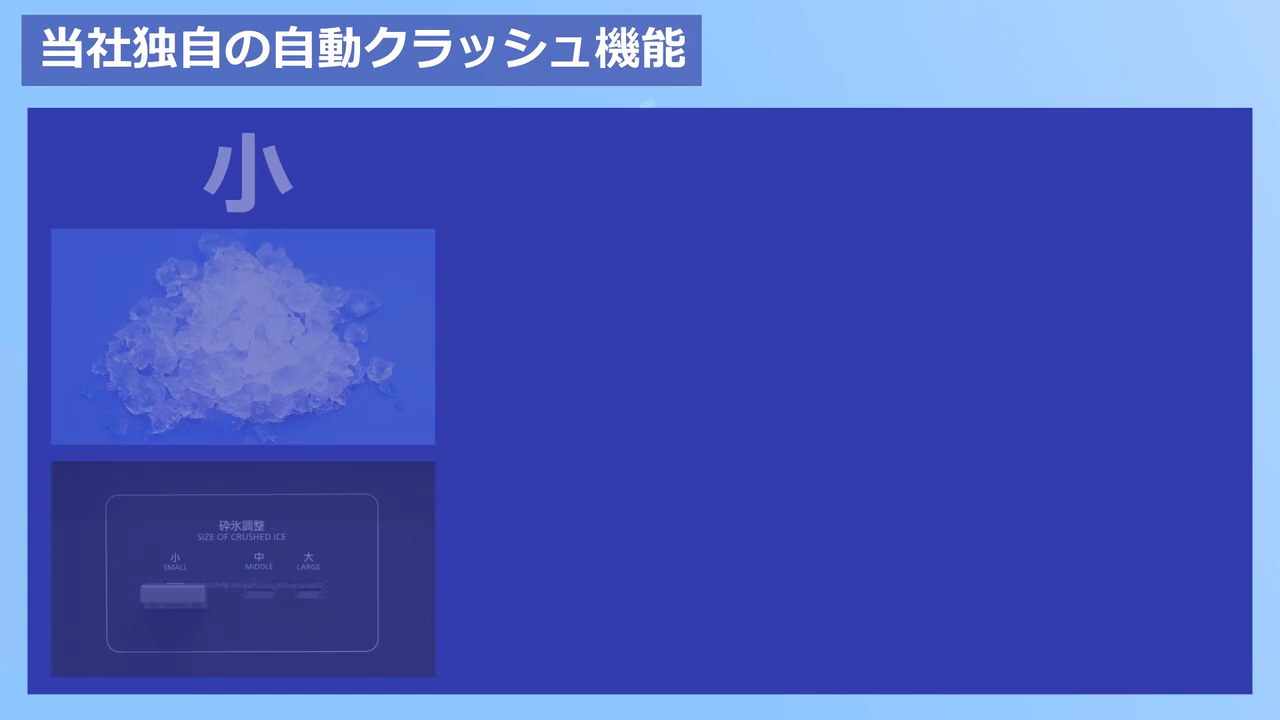 当社独自の自動クラッシュ機能
小
砕氷調整
SIZE OF CRUSHED ICE
小 中 大
SMALL MIDDLE LARGE